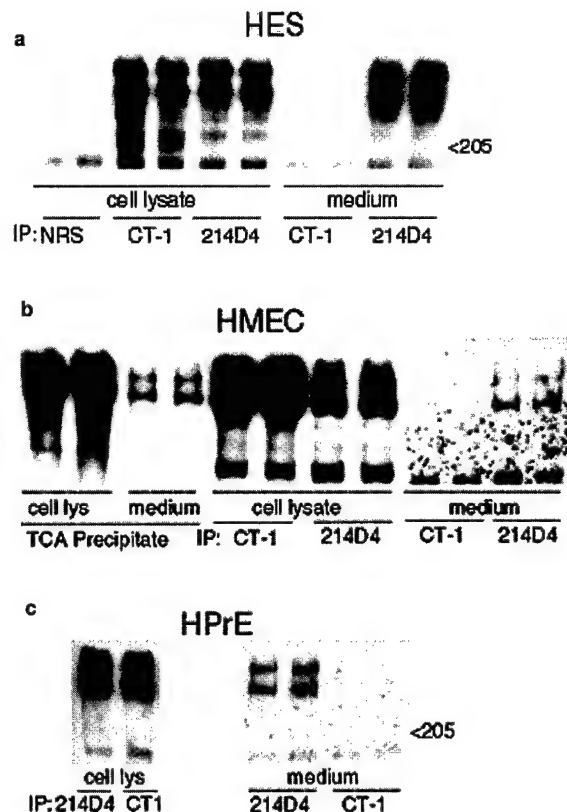 HES
a
<205
cell lysate medium
IP: NRS CT-1 214D4 CT-1 214D4
b
HMEC
cell lys medium cell lysate medium
TCA Precipitate IP: CT-1 214D4 CT-1 214D4
c
HPrE
<205
cell lys medium
IP: 214D4 CT1 214D4 CT-1